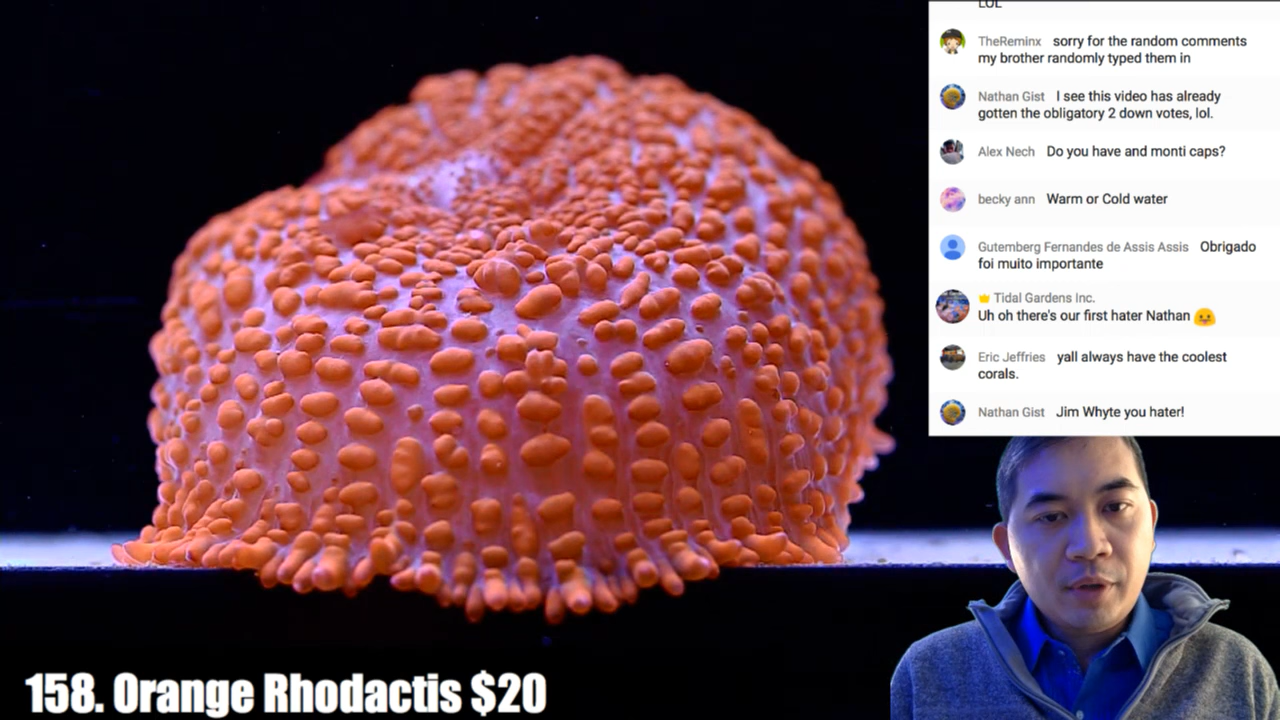 LOL
TheReminx sorry for the random comments
my brother randomly typed them in
Nathan Gist I see this video has already
gotten the obligatory 2 down votes, lol.
Alex Nech Do you have and monti caps?
becky ann Warm or Cold water
Gutemberg Fernandes de Assis Assis Obrigado
foi muito importante
Tidal Gardens Inc.
Uh oh there's our first hater Nathan
Eric Jeffries yall always have the coolest
corals.
Nathan Gist Jim Whyte you hater!
158. Orange Rhodactis $20